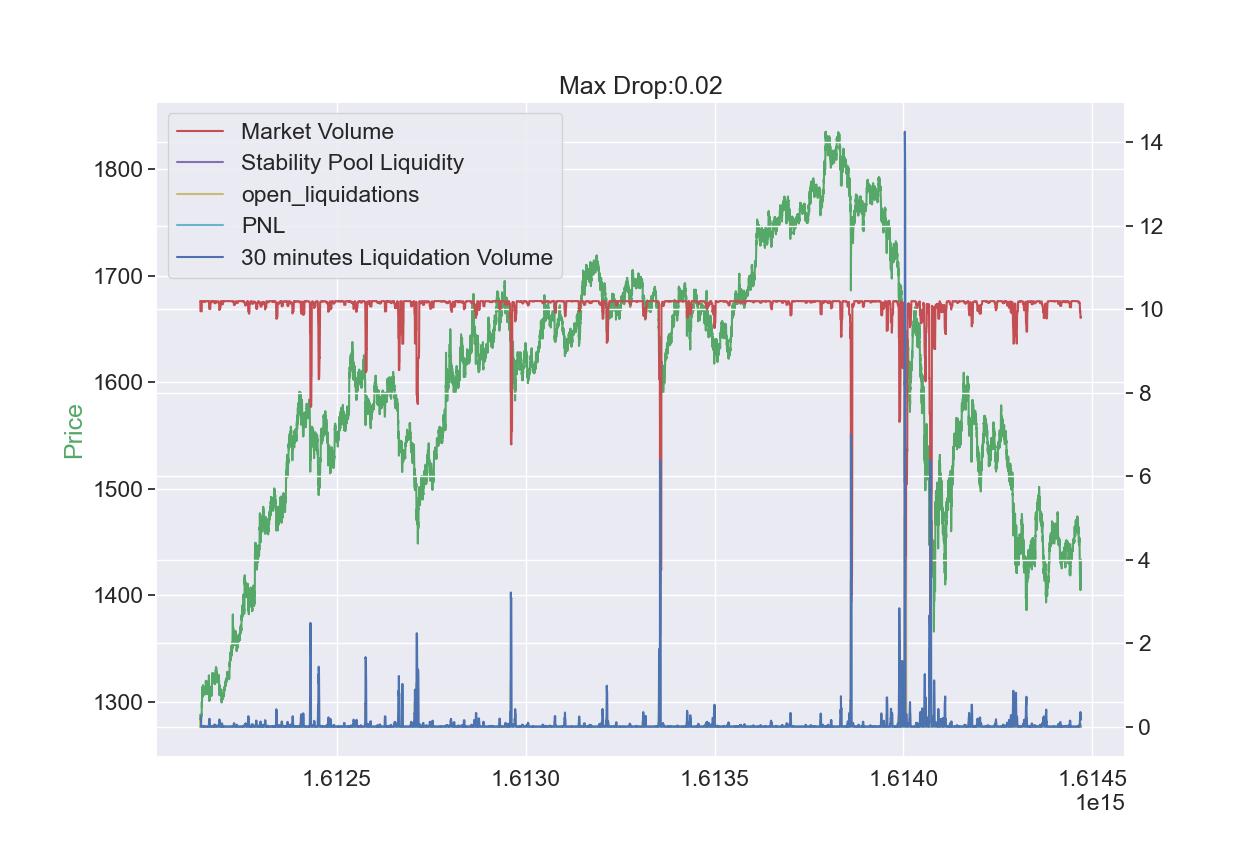 Max Drop:0.02
Market Volume
Stability Pool Liquidity
open_liquidations
PNL
30 minutes Liquidation Volume
Price
1800
1700
1600
1500
1400
1300
14
12
10
8
6
4
2
0
1.6125
1.6130
1.6135
1.6140
1.6145
1e15